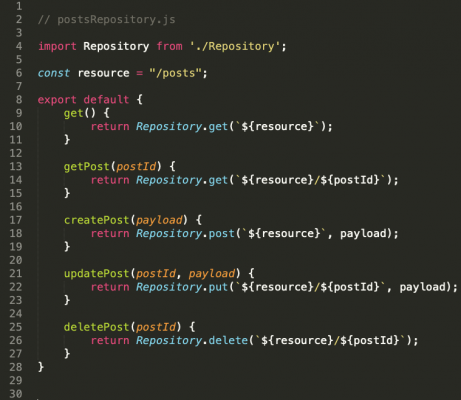 1
2 // postsRepository.js
3
4 import Repository from './Repository';
5
6 const resource = "/posts";
7
8 export default {
9 get() {
10 return Repository.get(`${resource}`);
11 }
12
13 getPost(postId) {
14 return Repository.get(`${resource}/${postId}`);
15 }
16
17 createPost(payload) {
18 return Repository.post(`${resource}`, payload);
19 }
20
21 updatePost(postId, payload) {
22 return Repository.put(`${resource}/${postId}`, payload);
23 }
24
25 deletePost(postId) {
26 return Repository.delete(`${resource}/${postId}`);
27 }
28 }
29
30